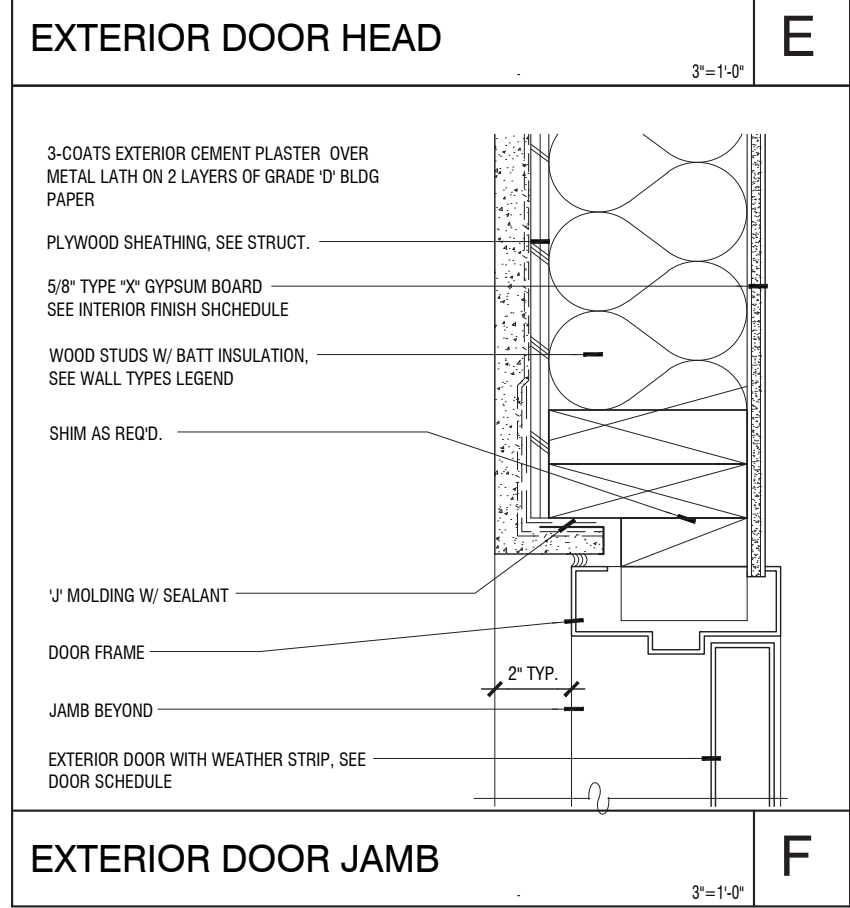 EXTERIOR DOOR HEAD
E
-
3"=1'-0"
3-COATS EXTERIOR CEMENT PLASTER OVER
METAL LATH ON 2 LAYERS OF GRADE 'D' BLDG
PAPER
PLYWOOD SHEATHING, SEE STRUCT.
5/8" TYPE "X" GYPSUM BOARD
SEE INTERIOR FINISH SHCHEDULE
WOOD STUDS W/ BATT INSULATION,
SEE WALL TYPES LEGEND
SHIM AS REQ'D.
'J' MOLDING W/ SEALANT
DOOR FRAME
2" TYP.
JAMB BEYOND
EXTERIOR DOOR WITH WEATHER STRIP, SEE
DOOR SCHEDULE
EXTERIOR DOOR JAMB
F
-
3"=1'-0"